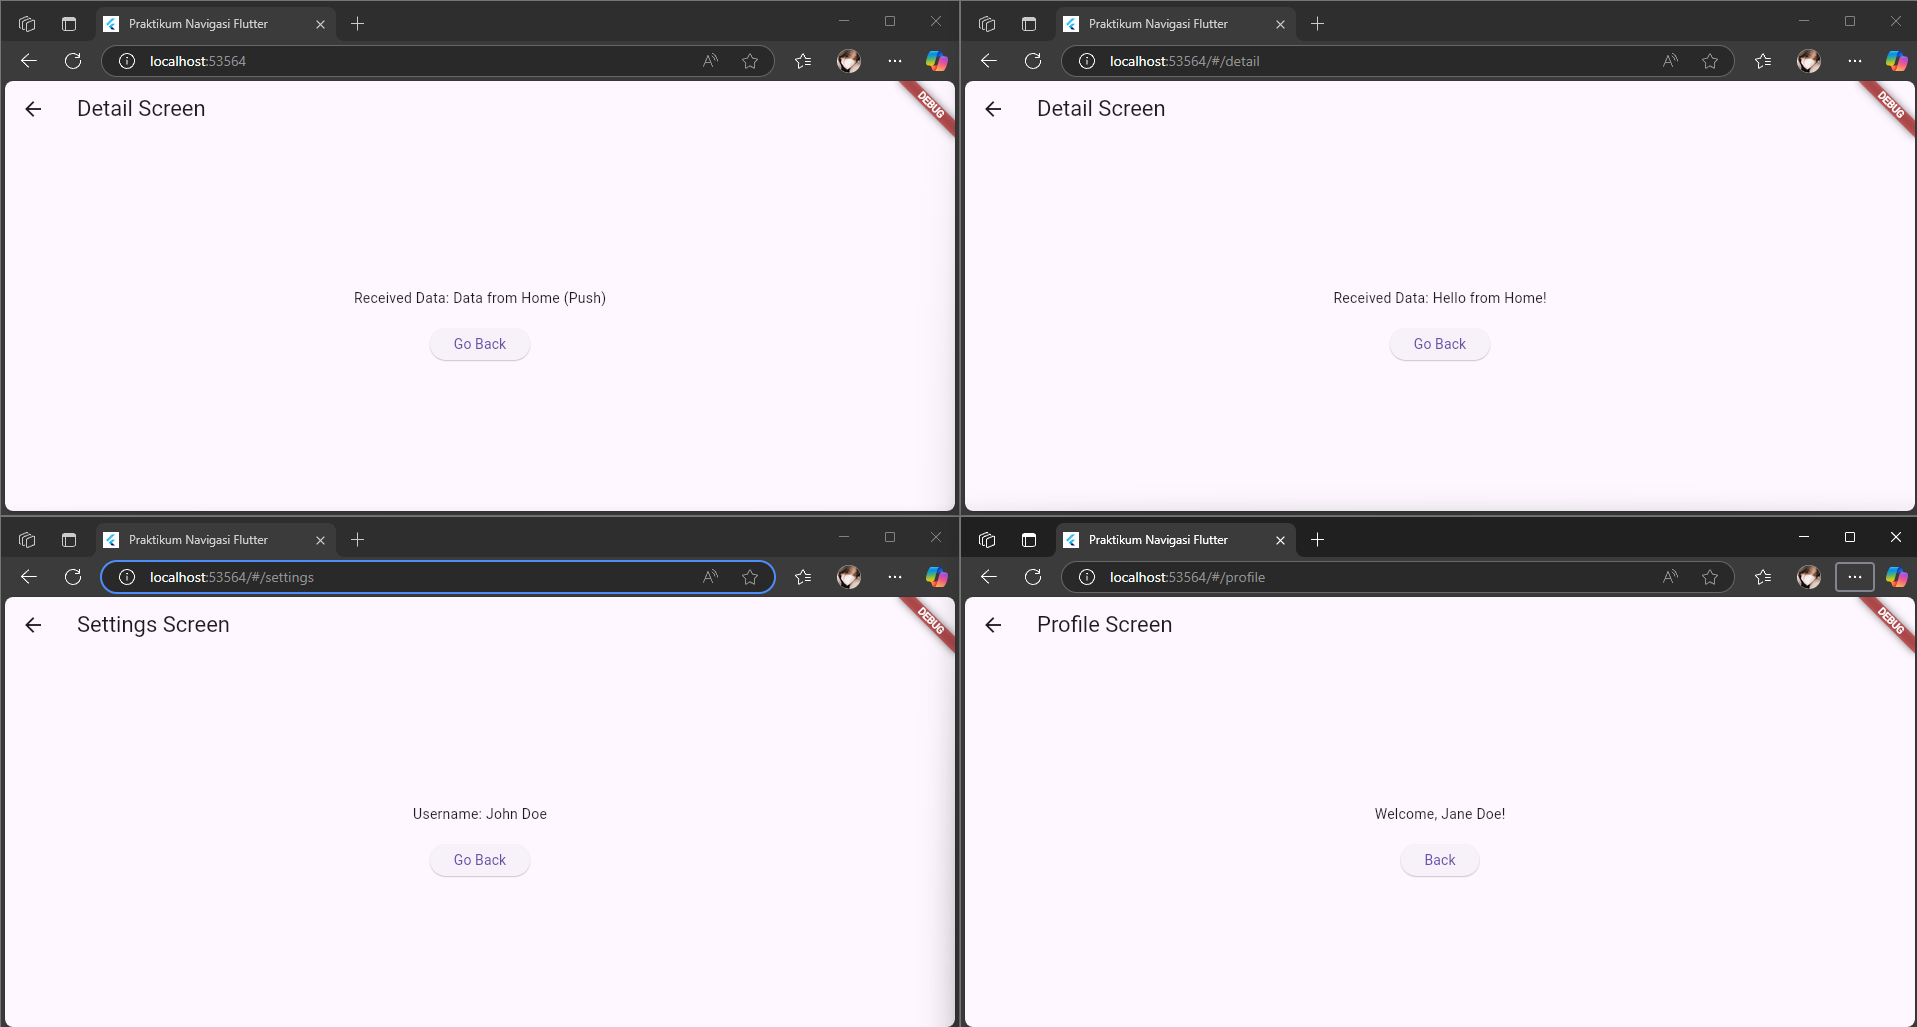 Praktikum Navigasi Flutter
localhost:53564
Detail Screen
DEBUG
Received Data: Data from Home (Push)
Go Back
Praktikum Navigasi Flutter
localhost:53564/#/detail
Detail Screen
DEBUG
Received Data: Hello from Home!
Go Back
Praktikum Navigasi Flutter
localhost:53564/#/settings
Settings Screen
DEBUG
Username: John Doe
Go Back
Praktikum Navigasi Flutter
localhost:53564/#/profile
Profile Screen
DEBUG
Welcome, Jane Doe!
Back